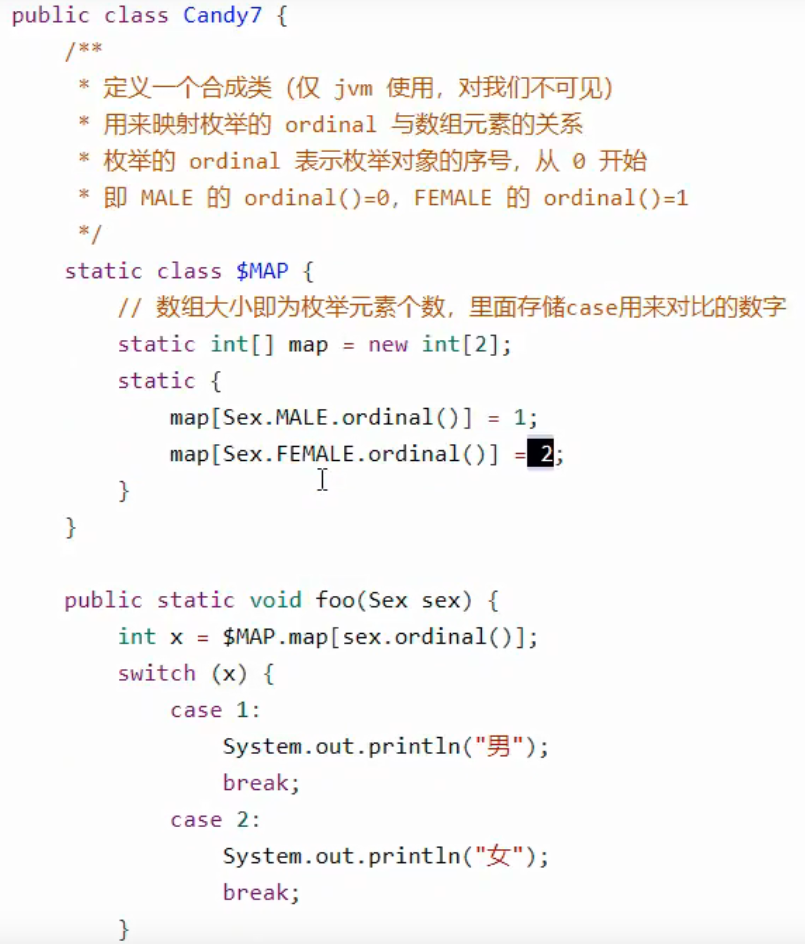 public class Candy7 {
/**
* 定义一个合成类（仅 jvm 使用，对我们不可见）
* 用来映射枚举的 ordinal 与数组元素的关系
* 枚举的 ordinal 表示枚举对象的序号，从 0 开始
* 即 MALE 的 ordinal()=0，FEMALE 的 ordinal()=1
*/
static class $MAP {
// 数组大小即为枚举元素个数，里面存储case用来对比的数字
static int[] map = new int[2];
static {
map[Sex.MALE.ordinal()] = 1;
map[Sex.FEMALE.ordinal()] = 2;
}
}
public static void foo(Sex sex) {
int x = $MAP.map[sex.ordinal()];
switch (x) {
case 1:
System.out.println("男");
break;
case 2:
System.out.println("女");
break;
}